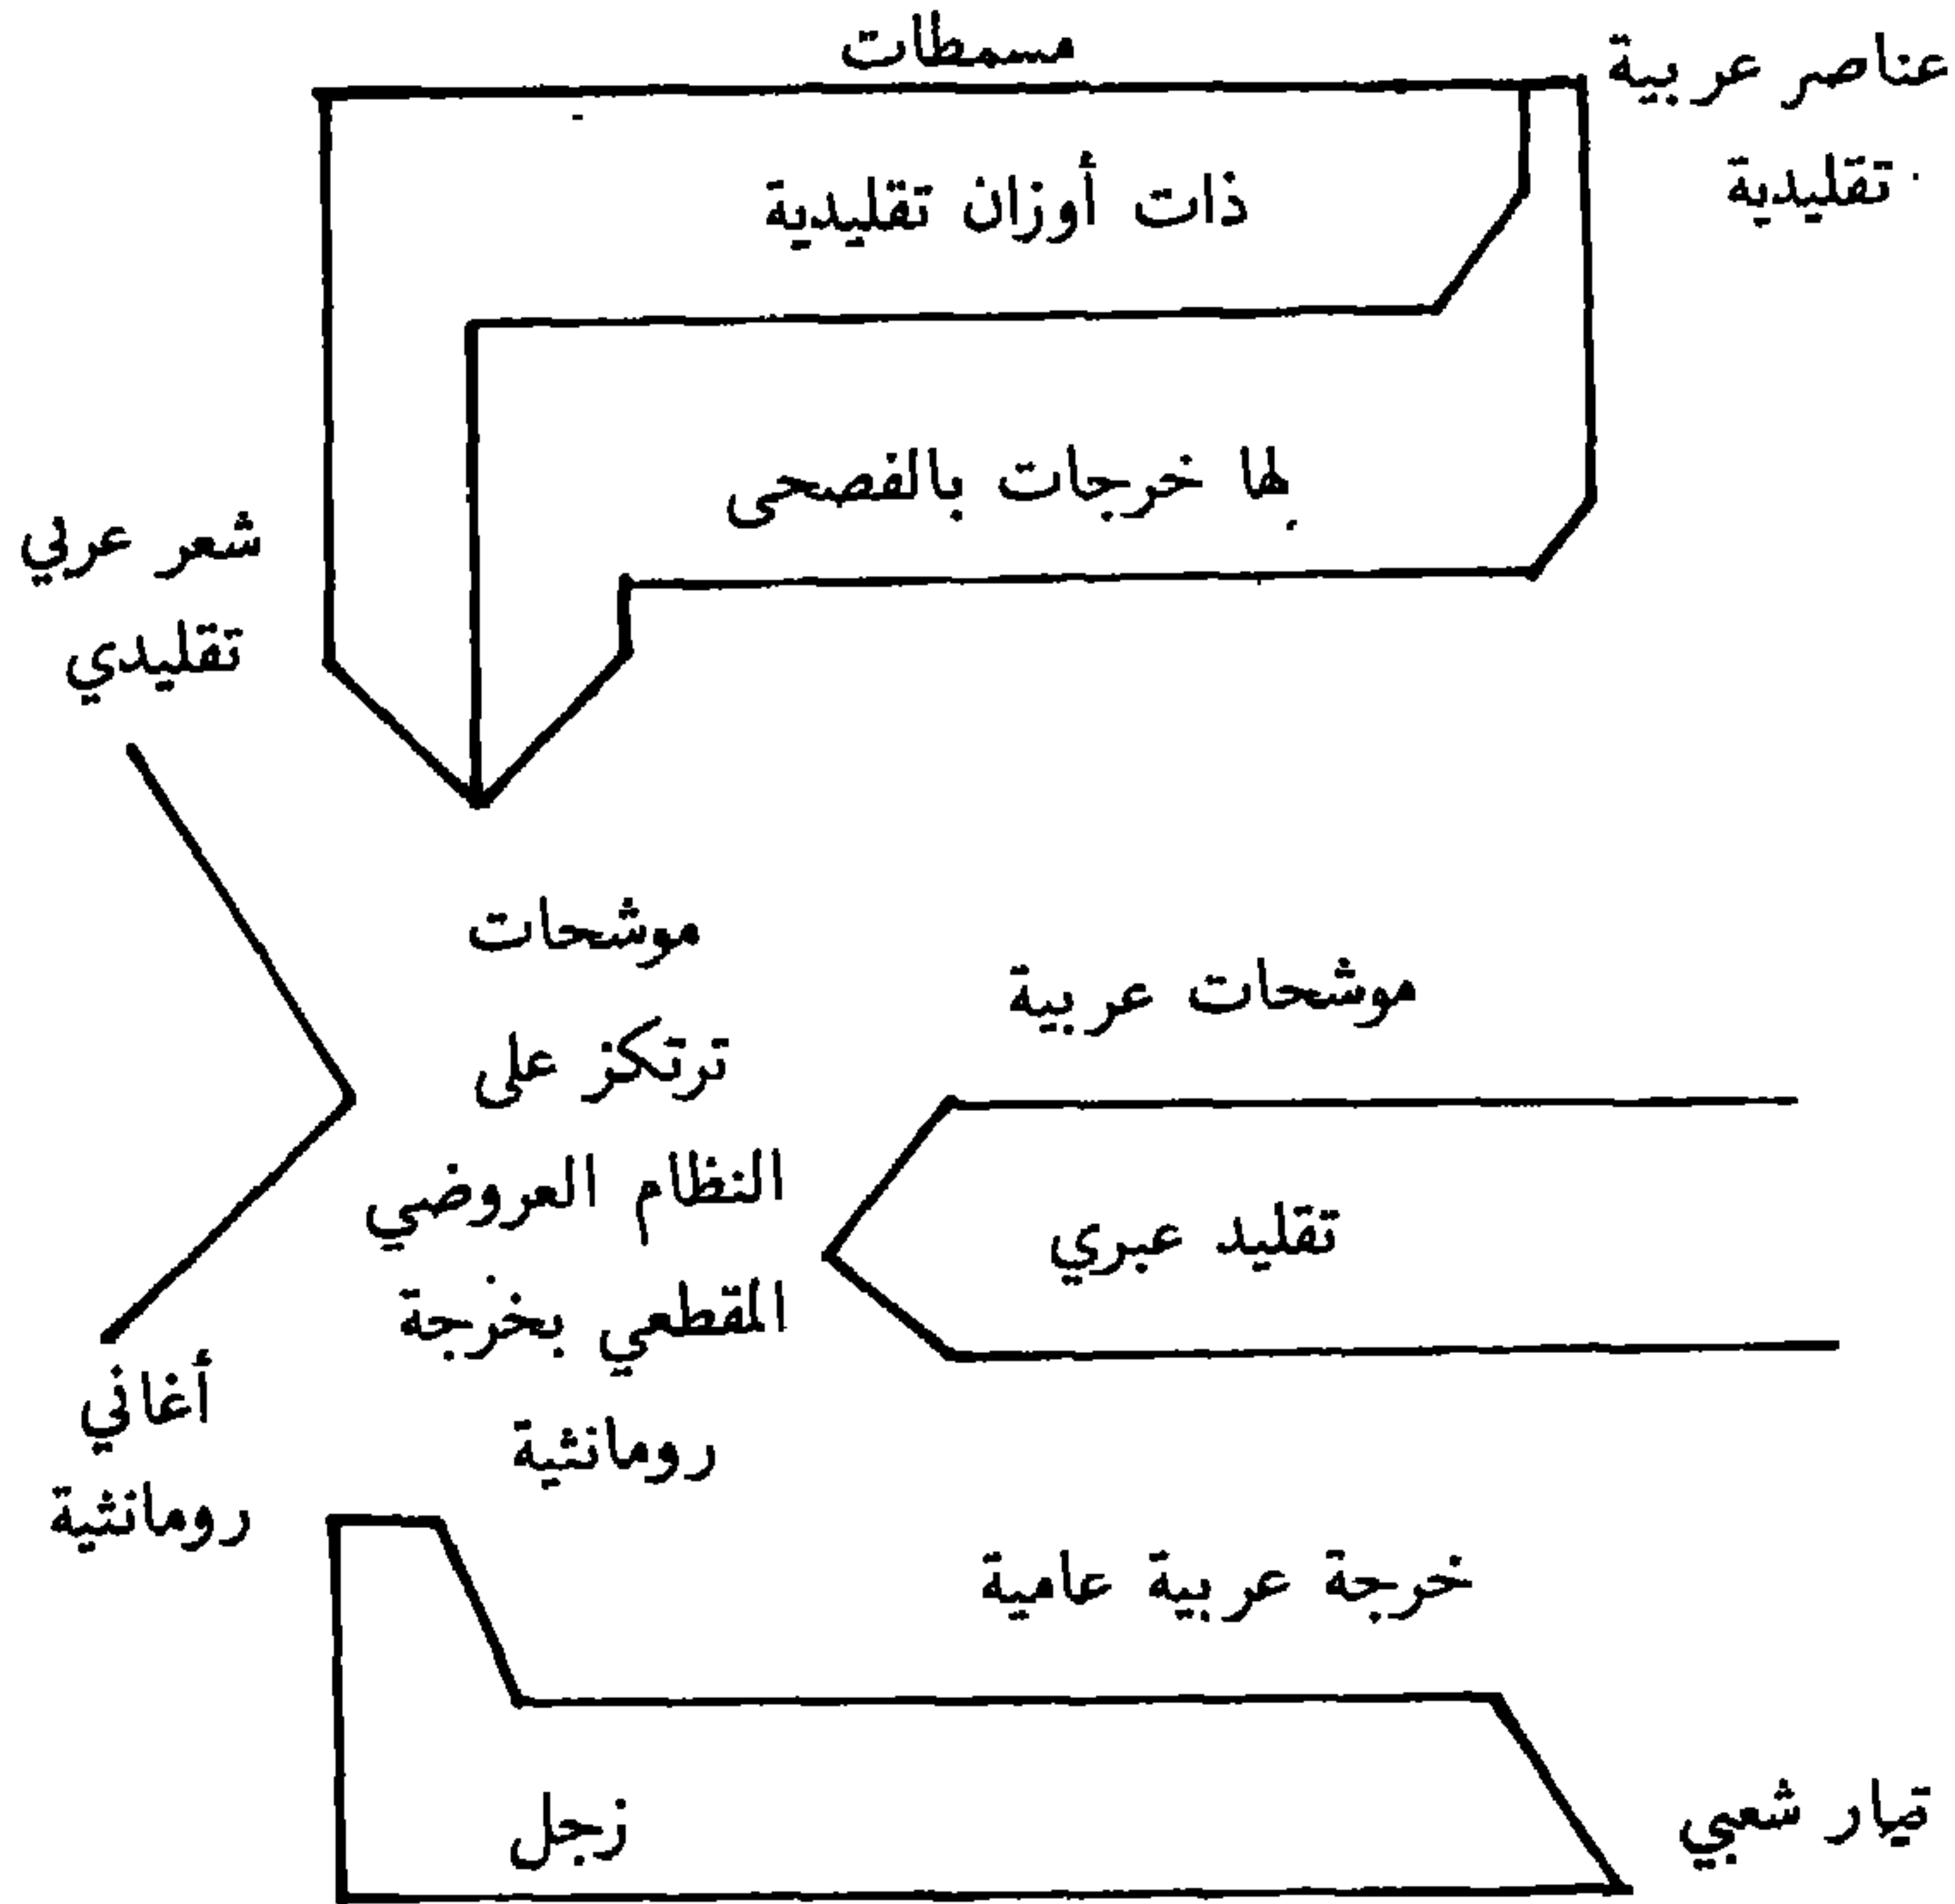 مسمطات
عناصر عربية
تقليدية
ذات أوزان تقليدية
لها خرجات بالفصحى
شعر عربي
تقليدي
موشحات
ترتكز على
النظام العروضي
المقطعي بخرجة
رومانثية
موشحات عربية
تقليد عبري
أغاني
رومانثية
خرجة عربية عامية
زجل
تيار شعبي